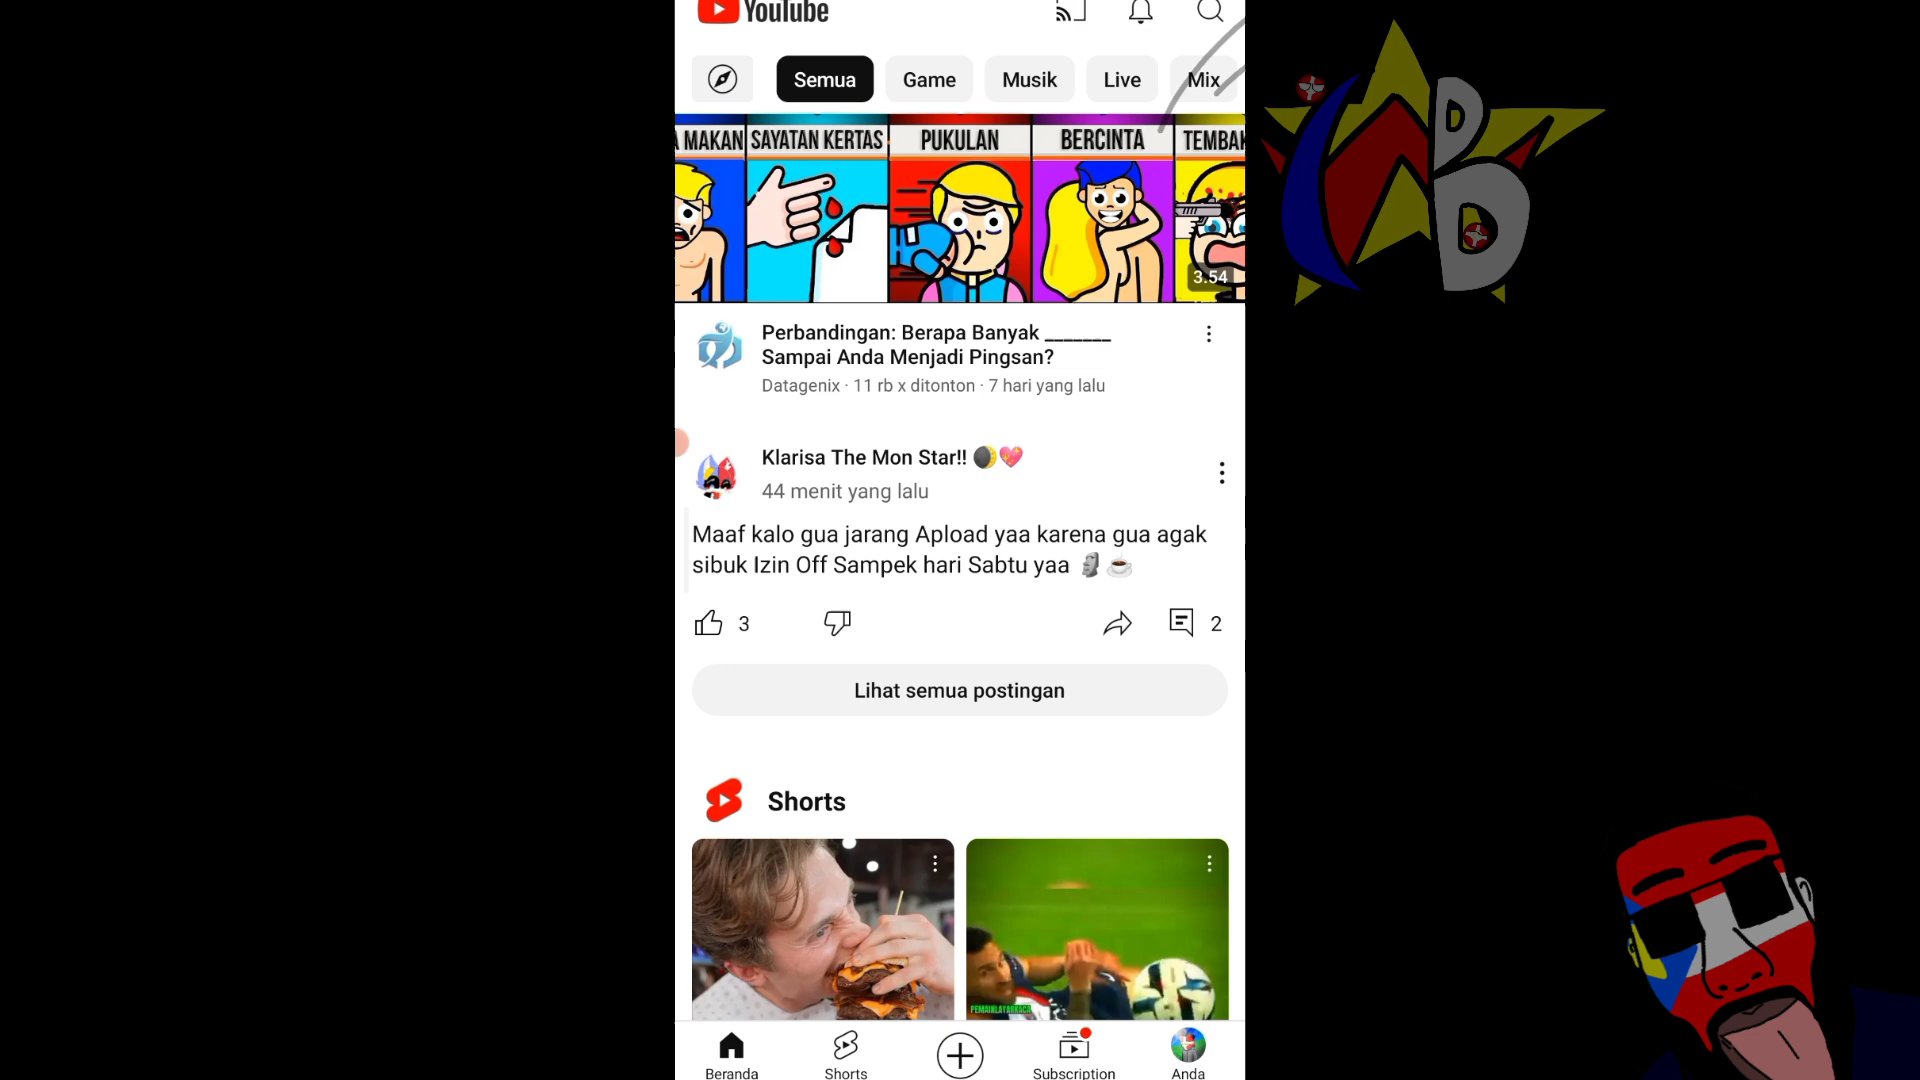 YouTube
Semua Game Musik Live Mix
A MAKAN SAYATAN KERTAS PUKULAN BERCINTA TEMBAK
3.54
Perbandingan: Berapa Banyak _______
Sampai Anda Menjadi Pingsan?
Datagenix · 11 rb x ditonton · 7 hari yang lalu
Klarisa The Mon Star!! 🌒💖
44 menit yang lalu
Maaf kalo gua jarang Apload yaa karena gua agak
sibuk Izin Off Sampek hari Sabtu yaa 🗿☕
3 2
Lihat semua postingan
Shorts
PEMAINLAYARKACA
Beranda Shorts Subscription Anda